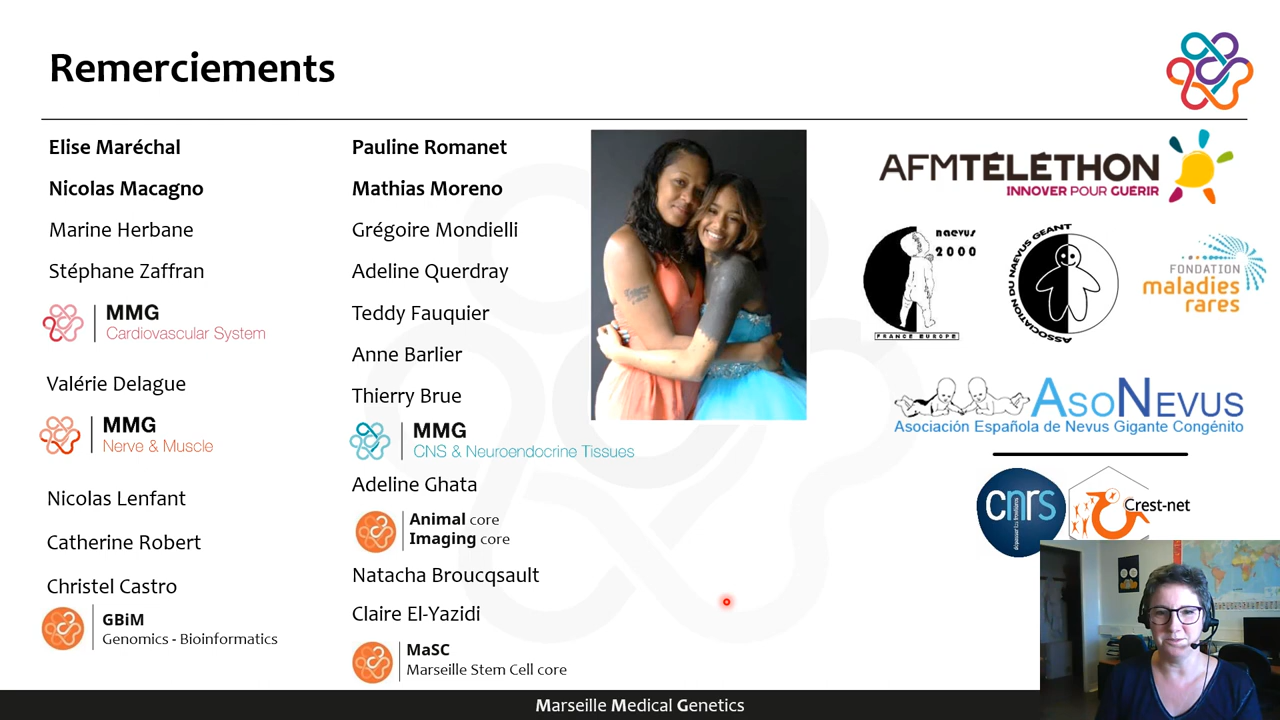 Remerciements
Elise Maréchal
Nicolas Macagno
Marine Herbane
Stéphane Zaffran
MMG
Cardiovascular System
Valérie Delague
MMG
Nerve & Muscle
Nicolas Lenfant
Catherine Robert
Christel Castro
GBiM
Genomics - Bioinformatics
Pauline Romanet
Mathias Moreno
Grégoire Mondielli
Adeline Querdray
Teddy Fauquier
Anne Barlier
Thierry Brue
MMG
CNS & Neuroendocrine Tissues
Adeline Ghata
Animal core
Imaging core
Natacha Broucqsault
Claire El-Yazidi
MaSC
Marseille Stem Cell core
AFMTÉLÉTHON
INNOVER POUR GUÉRIR
naevus
2000
FRANCE EUROPE
ASSOCIATION DU NAEVUS GEANT
FONDATION
maladies
rares
AsoNevus
Asociación Española de Nevus Gigante Congénito
cnrs
Crest-net
Marseille Medical Genetics